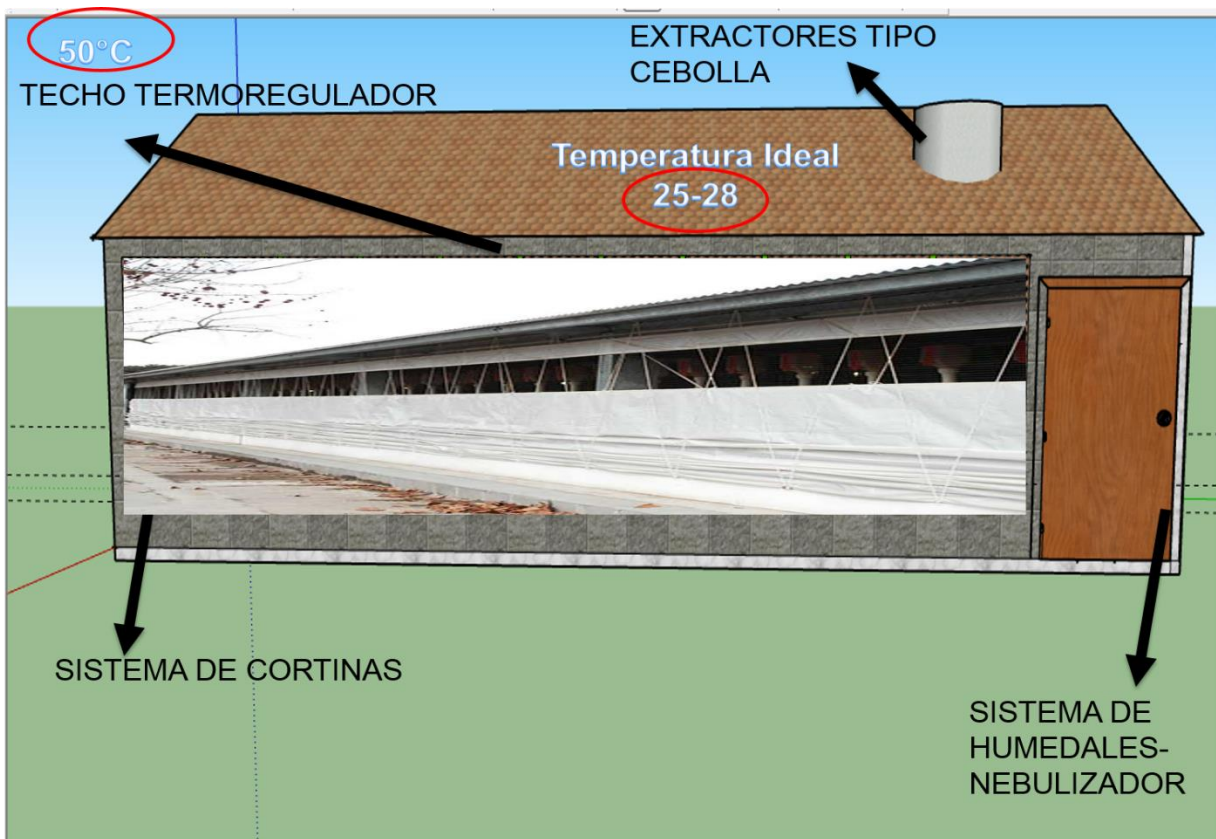 50°C
TECHO TERMOREGULADOR
EXTRACTORES TIPO
CEBOLLA
Temperatura Ideal
25-28
SISTEMA DE CORTINAS
SISTEMA DE
HUMEDALES-
NEBULIZADOR